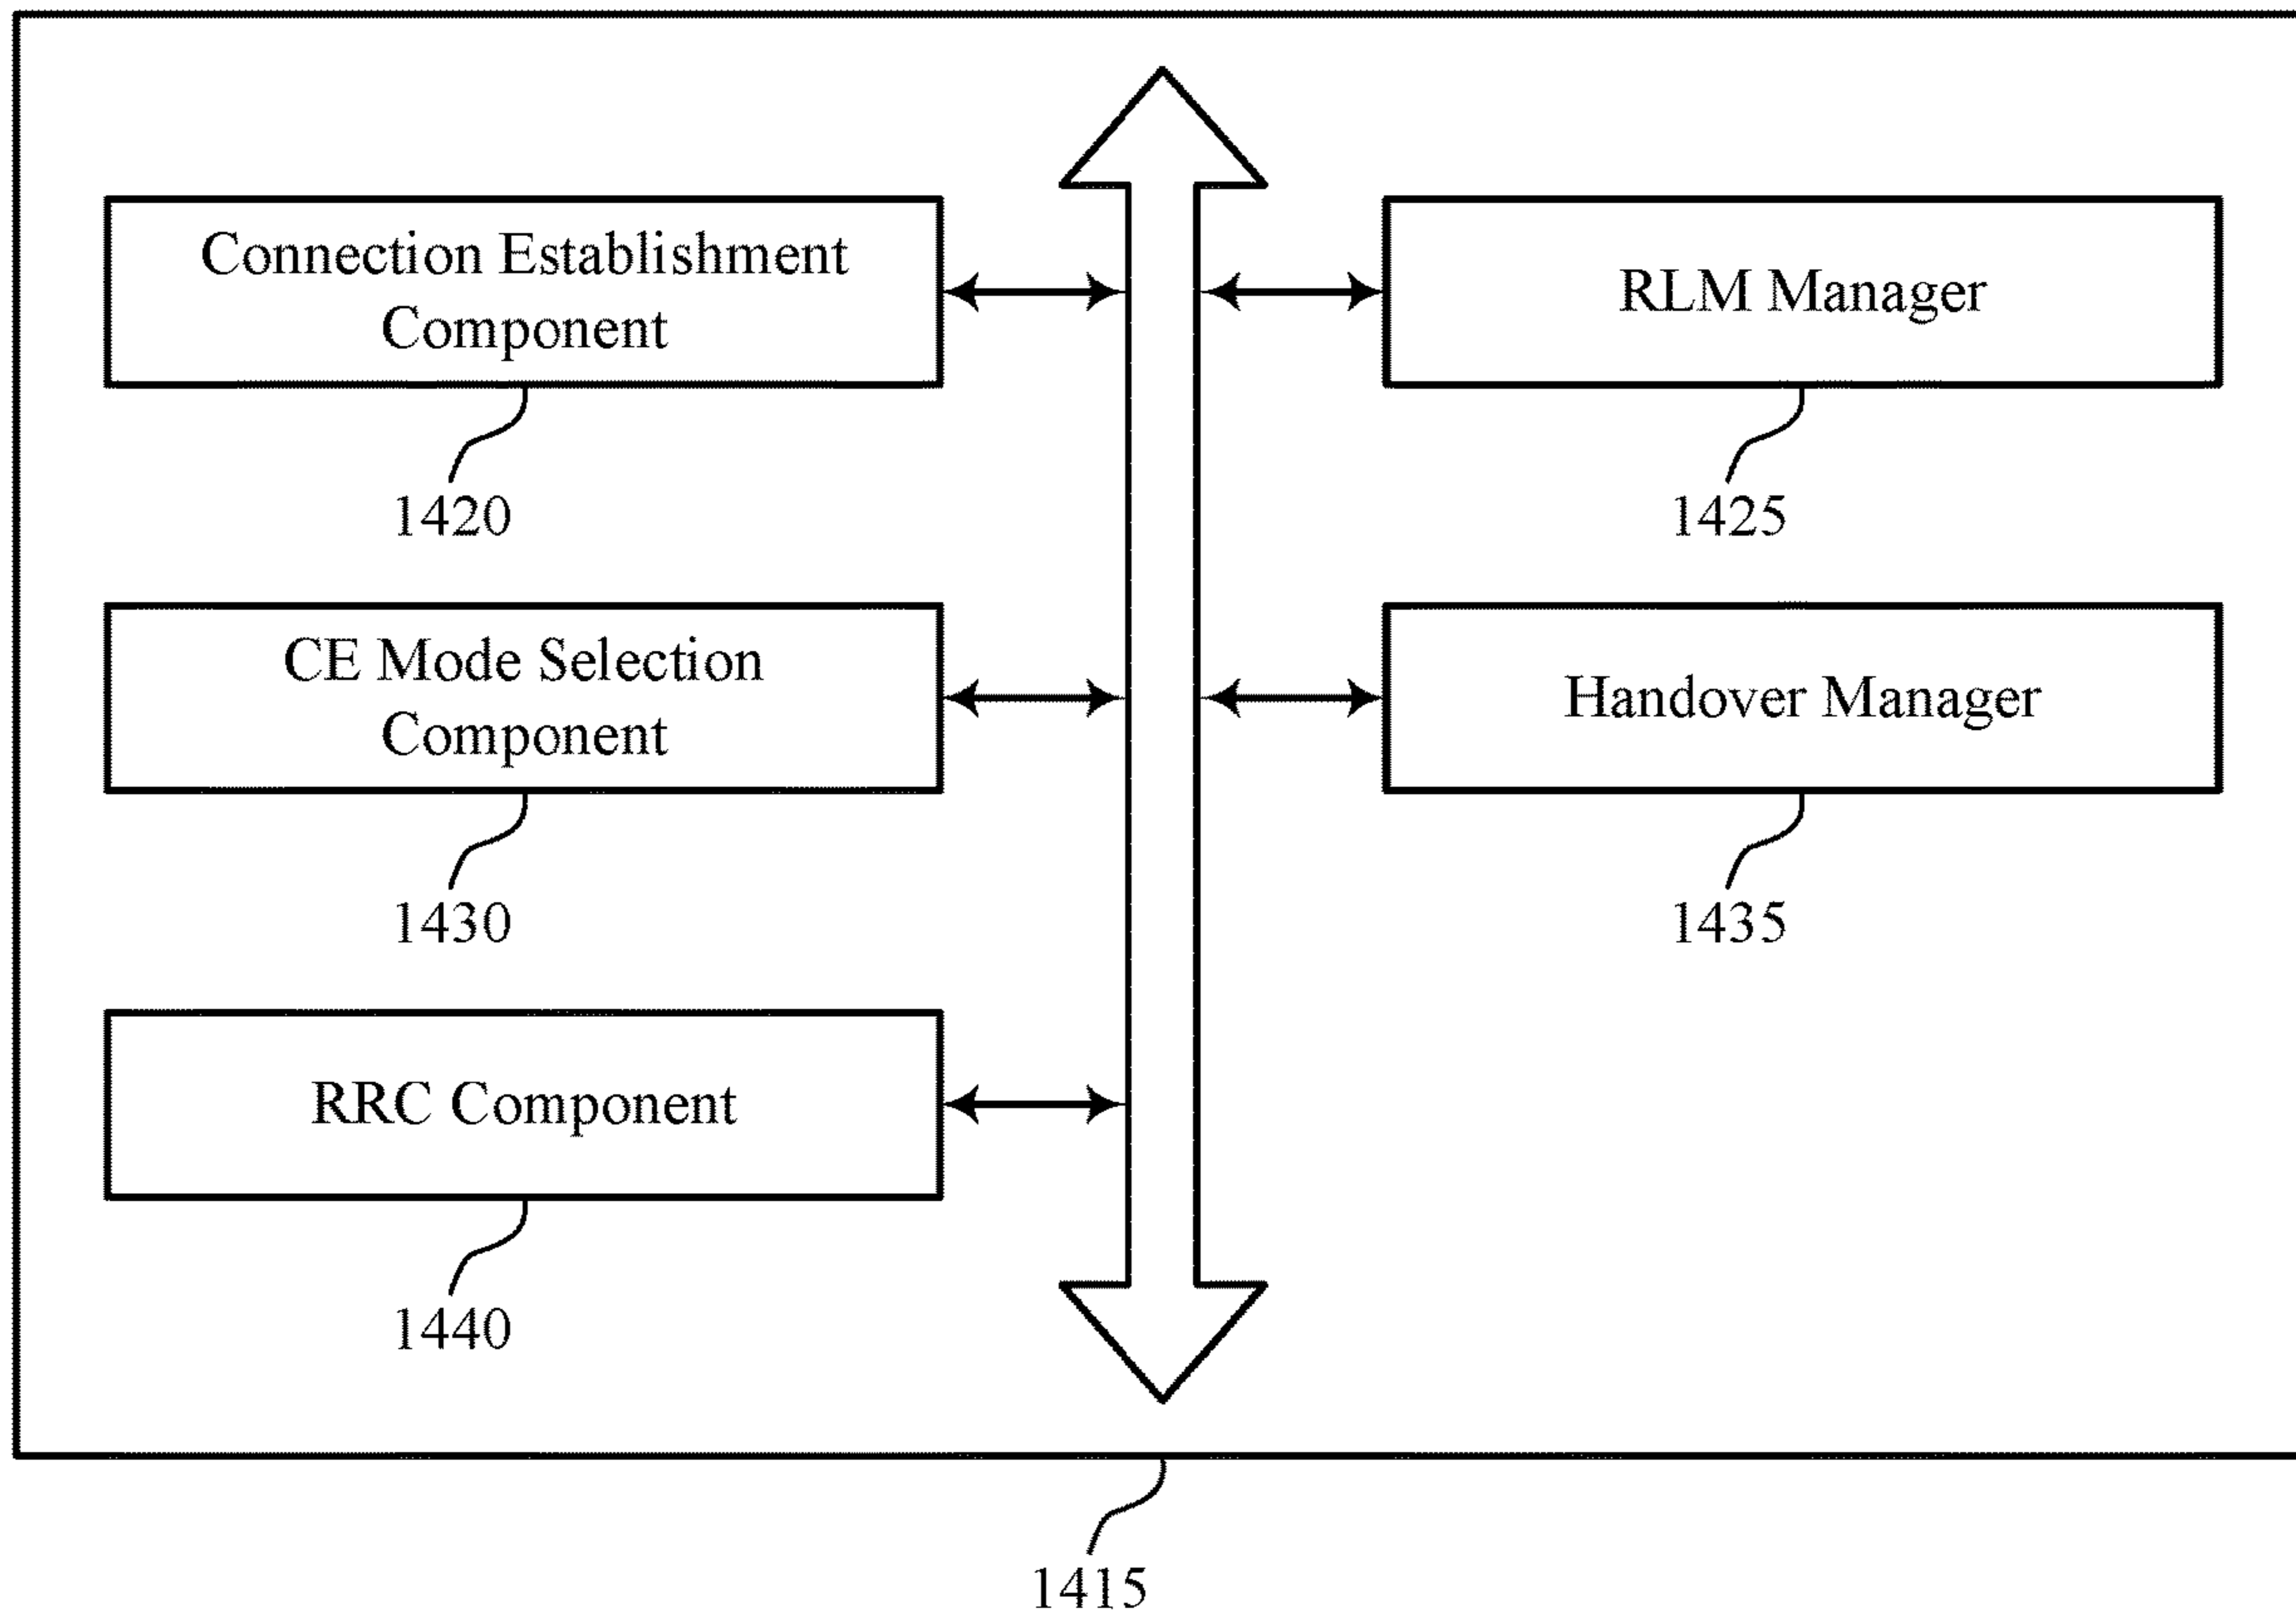 Connection Establishment
Component
RLM Manager
1420
1425
CE Mode Selection
Component
Handover Manager
1430
1435
RRC Component
1440
1415